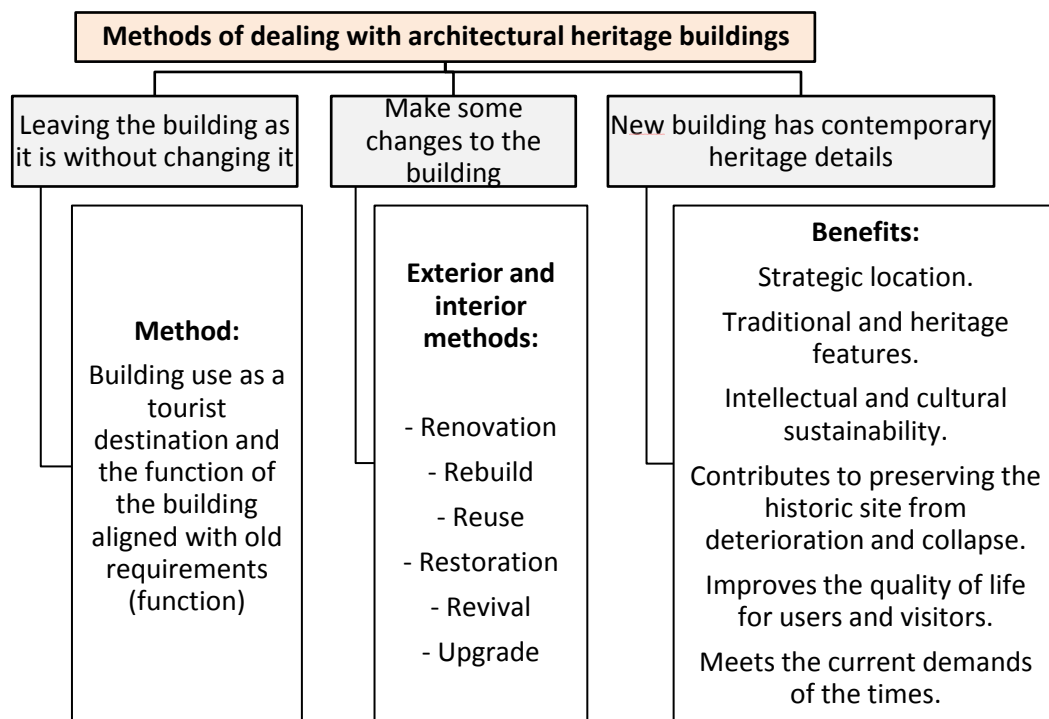 Methods of dealing with architectural heritage buildings
Leaving the building as
it is without changing it
Make some
changes to the
building
New building has contemporary
heritage details
Method:
Building use as a
tourist
destination and
the function of
the building
aligned with old
requirements
(function)
Exterior and
interior
methods:
- Renovation
- Rebuild
- Reuse
- Restoration
- Revival
- Upgrade
Benefits:
Strategic location.
Traditional and heritage
features.
Intellectual and cultural
sustainability.
Contributes to preserving the
historic site from
deterioration and collapse.
Improves the quality of life
for users and visitors.
Meets the current demands
of the times.